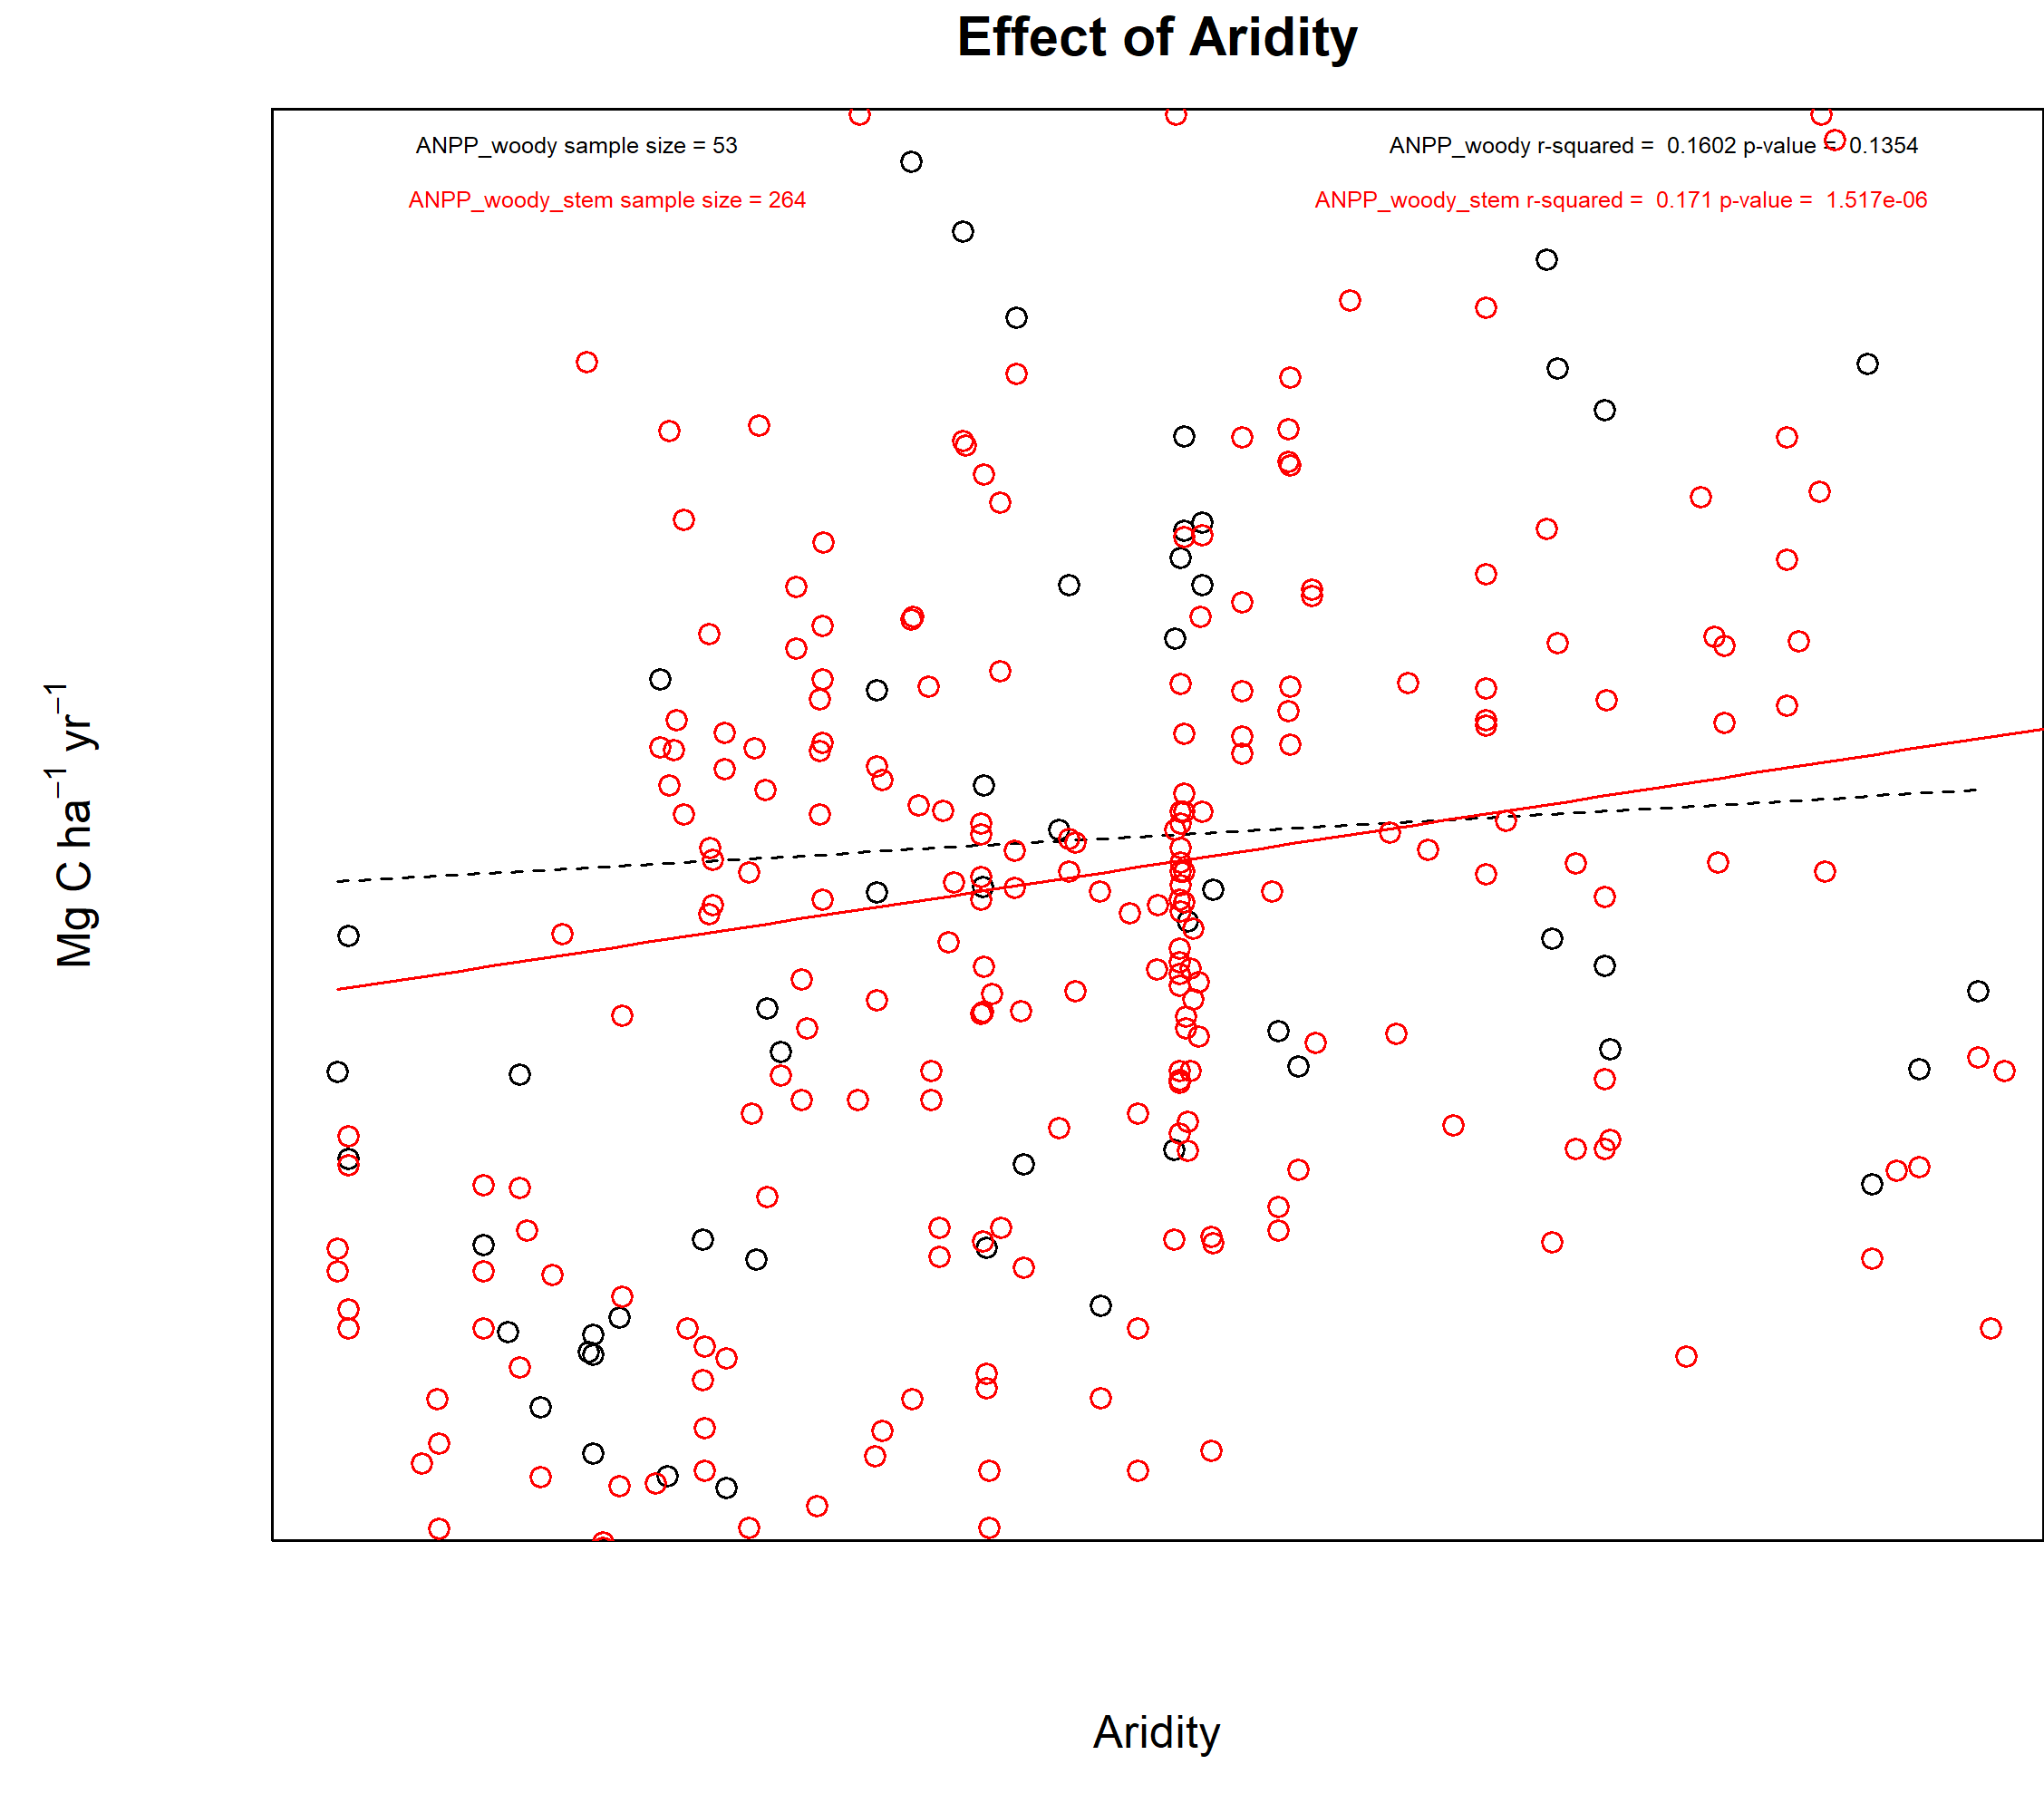 Effect of Aridity
ANPP_woody sample size = 53
ANPP_woody r-squared =  0.1602 p-value =  0.1354
ANPP_woody_stem sample size = 264
ANPP_woody_stem r-squared =  0.171 p-value =  1.517e-06
Mg C ha⁻¹ yr⁻¹
Aridity